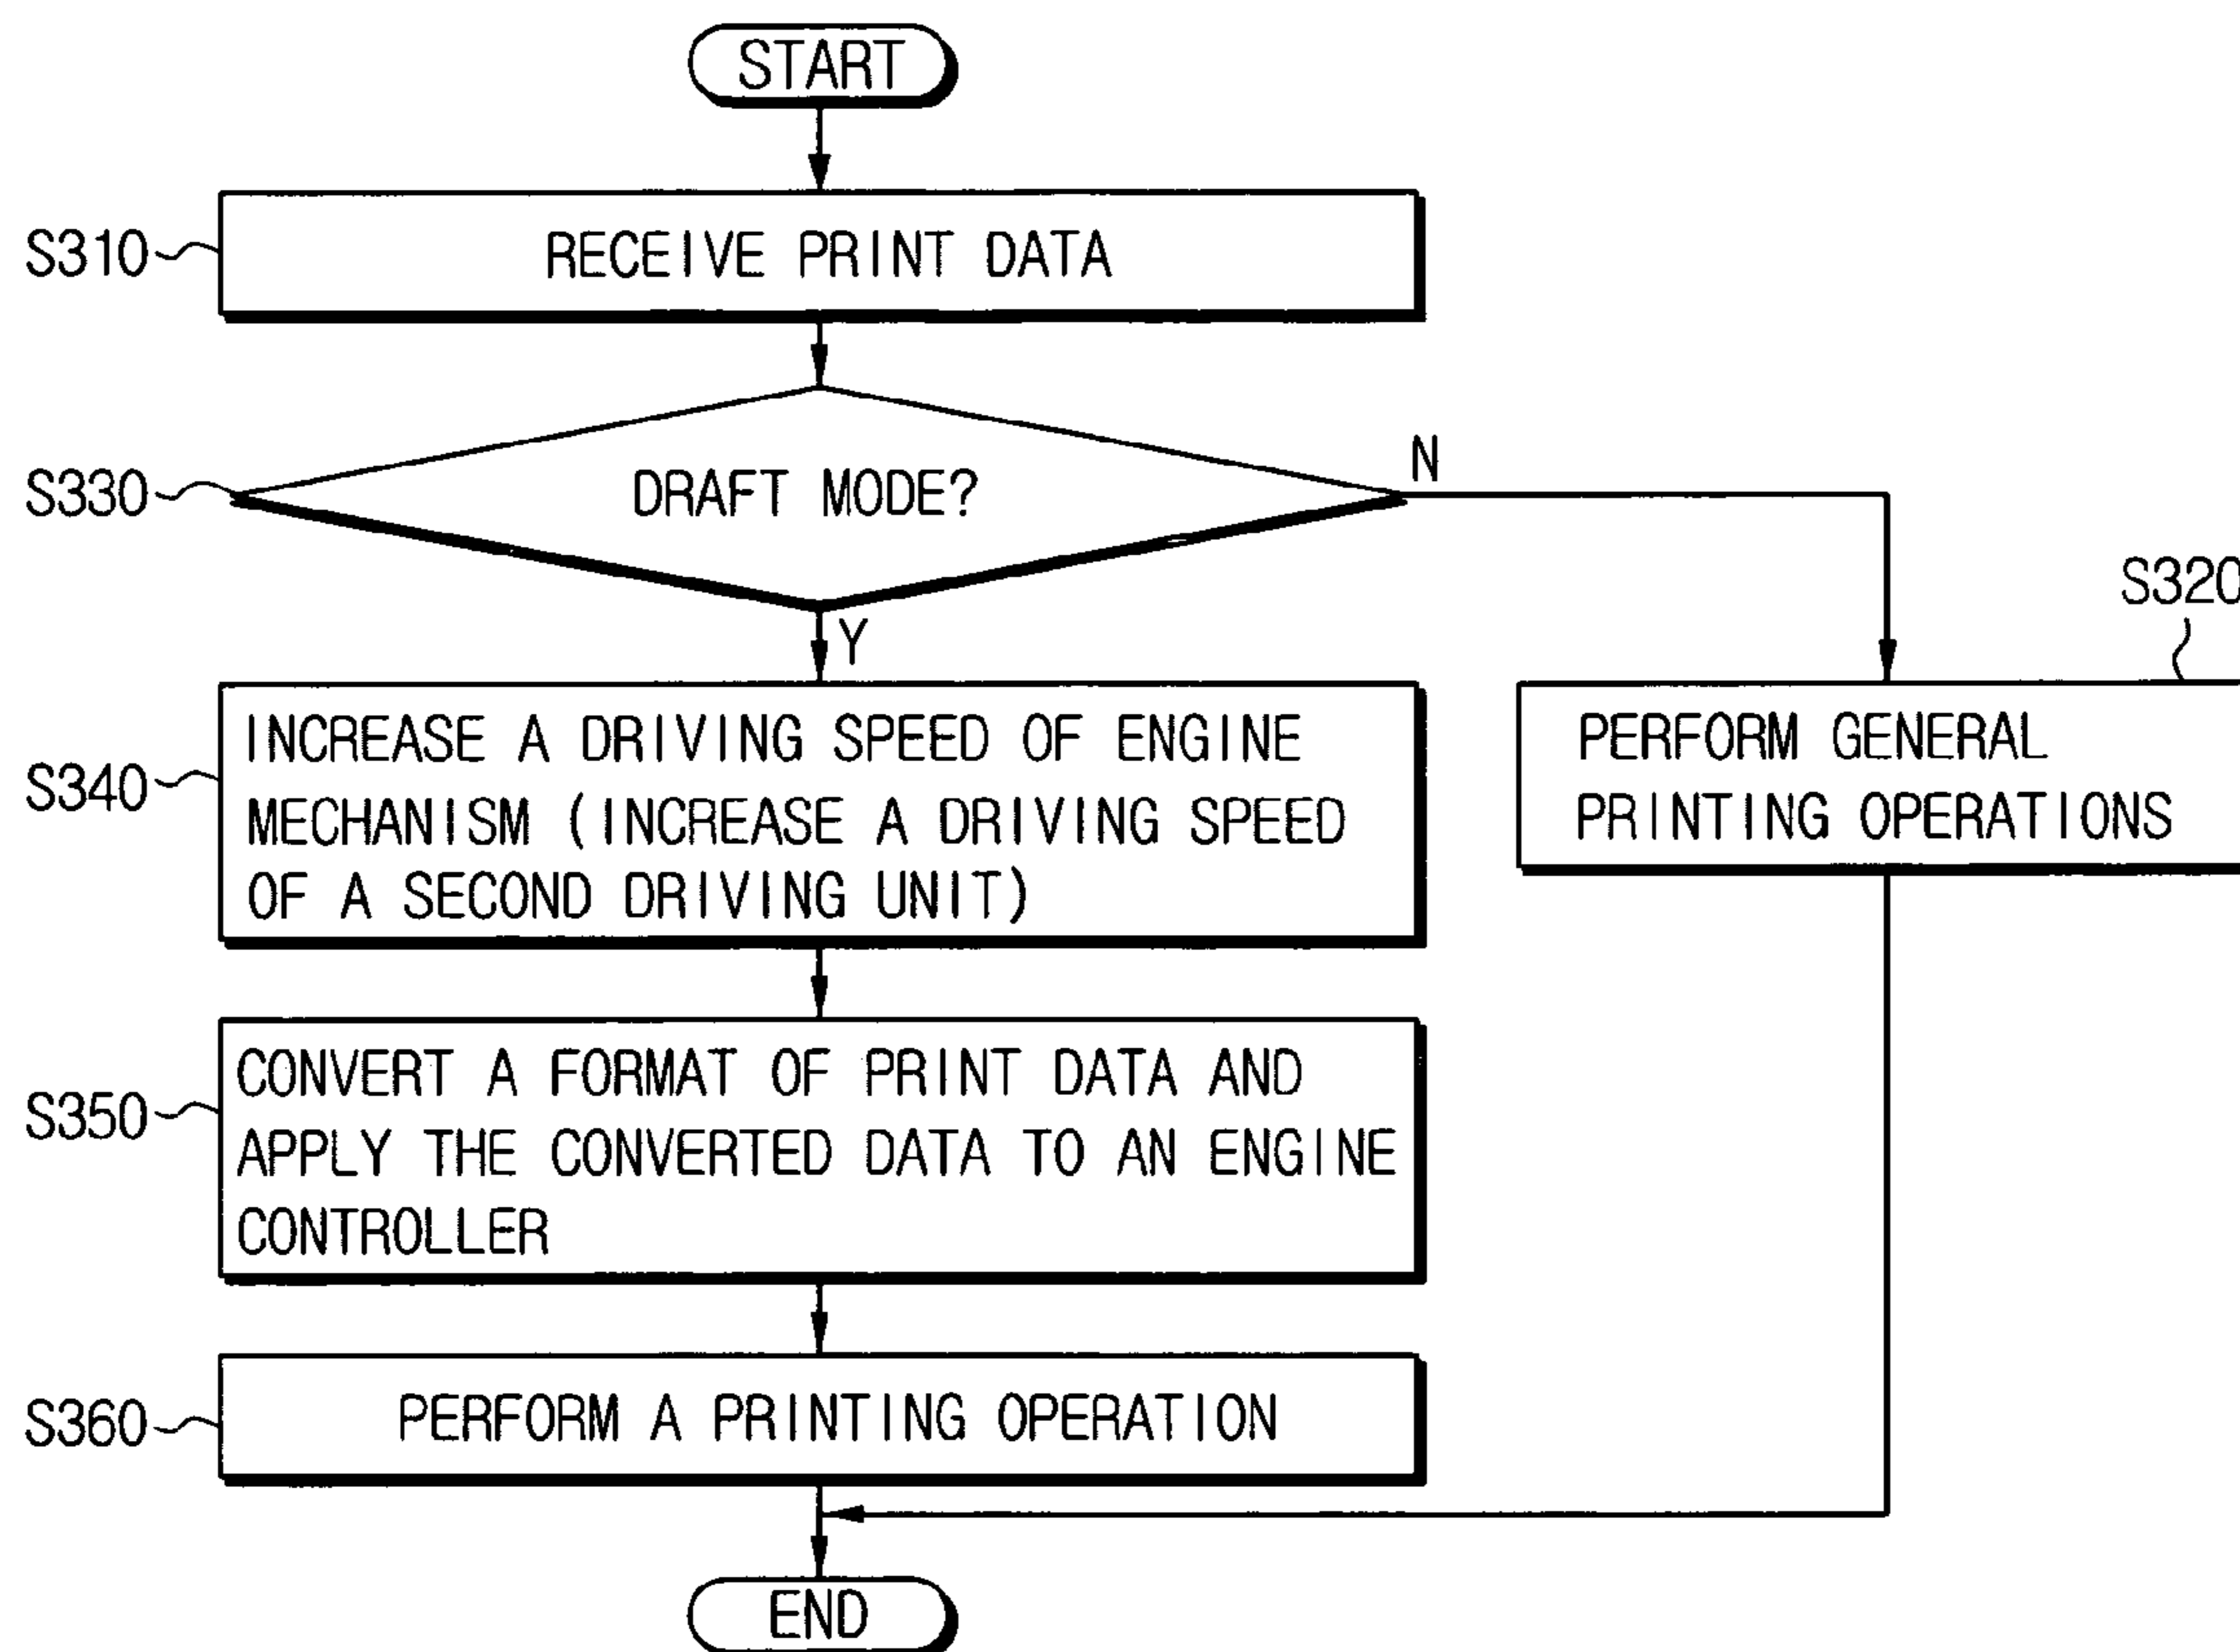 START
S310
RECEIVE PRINT DATA
S330
DRAFT MODE?
N
Y
S320
S340
INCREASE A DRIVING SPEED OF ENGINE
MECHANISM (INCREASE A DRIVING SPEED
OF A SECOND DRIVING UNIT)
PERFORM GENERAL
PRINTING OPERATIONS
S350
CONVERT A FORMAT OF PRINT DATA AND
APPLY THE CONVERTED DATA TO AN ENGINE
CONTROLLER
S360
PERFORM A PRINTING OPERATION
END